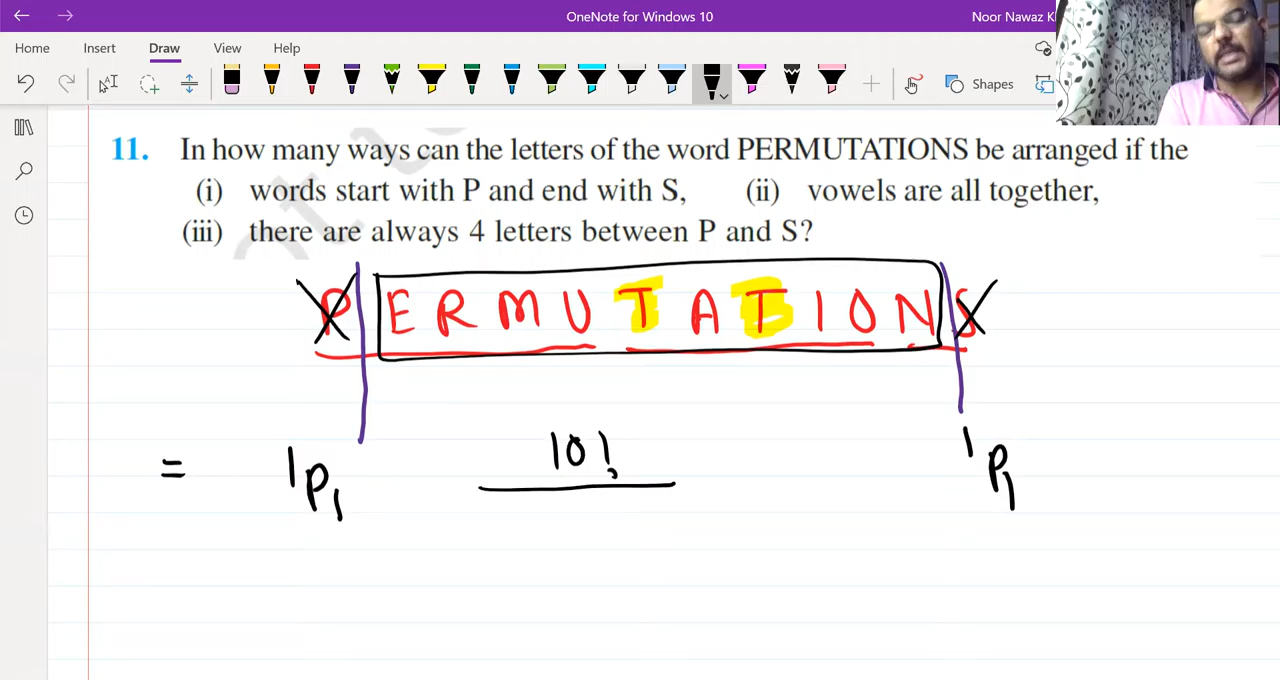 OneNote for Windows 10
Noor Nawaz K
Home Insert Draw View Help
Shapes
11. In how many ways can the letters of the word PERMUTATIONS be arranged if the
(i) words start with P and end with S, (ii) vowels are all together,
(iii) there are always 4 letters between P and S?
P E R M U T A T I O N S
= ¹P₁ 10! ¹P₁